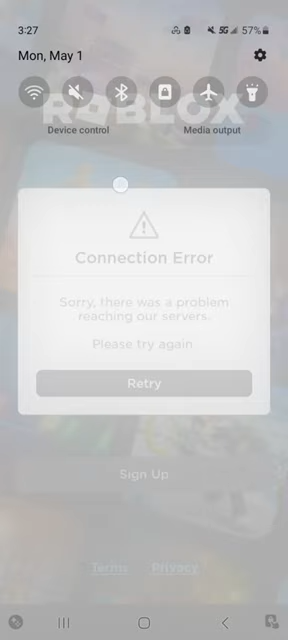 3:27
5G
57%
Mon, May 1
ROBLOX
Device control
Media output
Connection Error
Sorry, there was a problem
reaching our servers.
Please try again
Retry
Sign Up
Terms
Privacy